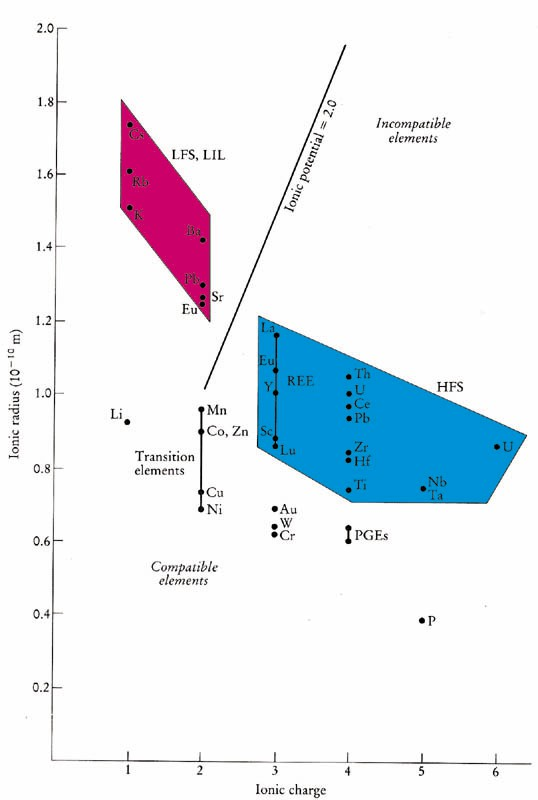 2.0
1.8
1.6
1.4
1.2
1.0
0.8
0.6
0.4
0.2
Ionic radius (10⁻¹⁰ m)
Cs
Rb
K
LFS, LIL
Ba
Pb
Sr
Eu
Ionic potential = 2.0
Incompatible
elements
La
Eu
REE
Y
Sc
Lu
Th
U
Ce
Pb
Zr
Hf
Ti
HFS
U
Nb
Ta
Li
Mn
Co, Zn
Transition
elements
Cu
Ni
Au
W
Cr
PGEs
Compatible
elements
P
1
2
3
4
5
6
Ionic charge